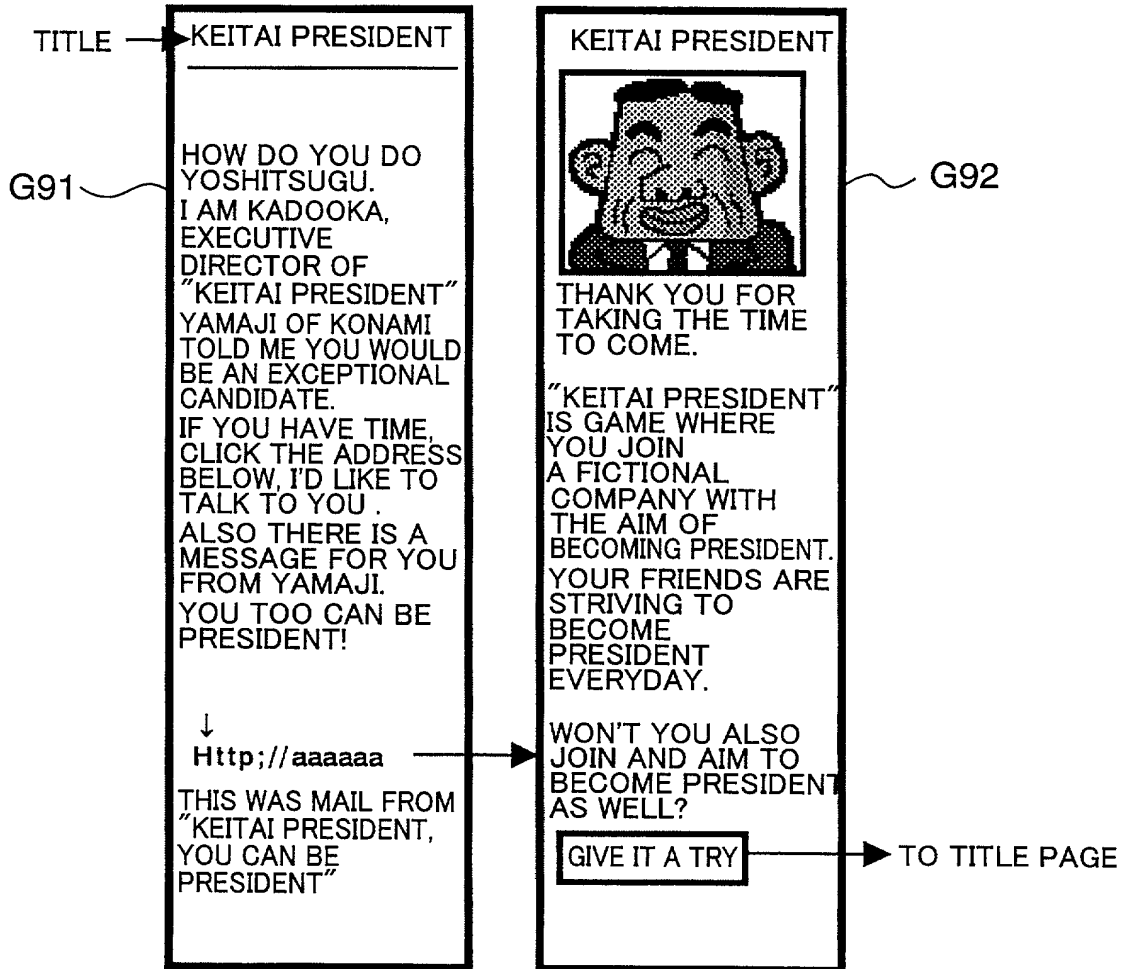 TITLE
KEITAI PRESIDENT
G91
HOW DO YOU DO
YOSHITSUGU.
I AM KADOOKA,
EXECUTIVE
DIRECTOR OF
"KEITAI PRESIDENT"
YAMAJI OF KONAMI
TOLD ME YOU WOULD
BE AN EXCEPTIONAL
CANDIDATE.
IF YOU HAVE TIME,
CLICK THE ADDRESS
BELOW, I'D LIKE TO
TALK TO YOU .
ALSO THERE IS A
MESSAGE FOR YOU
FROM YAMAJI.
YOU TOO CAN BE
PRESIDENT!
↓
Http;//aaaaaa
THIS WAS MAIL FROM
"KEITAI PRESIDENT,
YOU CAN BE
PRESIDENT"
KEITAI PRESIDENT
G92
THANK YOU FOR
TAKING THE TIME
TO COME.
"KEITAI PRESIDENT"
IS GAME WHERE
YOU JOIN
A FICTIONAL
COMPANY WITH
THE AIM OF
BECOMING PRESIDENT.
YOUR FRIENDS ARE
STRIVING TO
BECOME
PRESIDENT
EVERYDAY.
WON'T YOU ALSO
JOIN AND AIM TO
BECOME PRESIDENT
AS WELL?
GIVE IT A TRY
TO TITLE PAGE